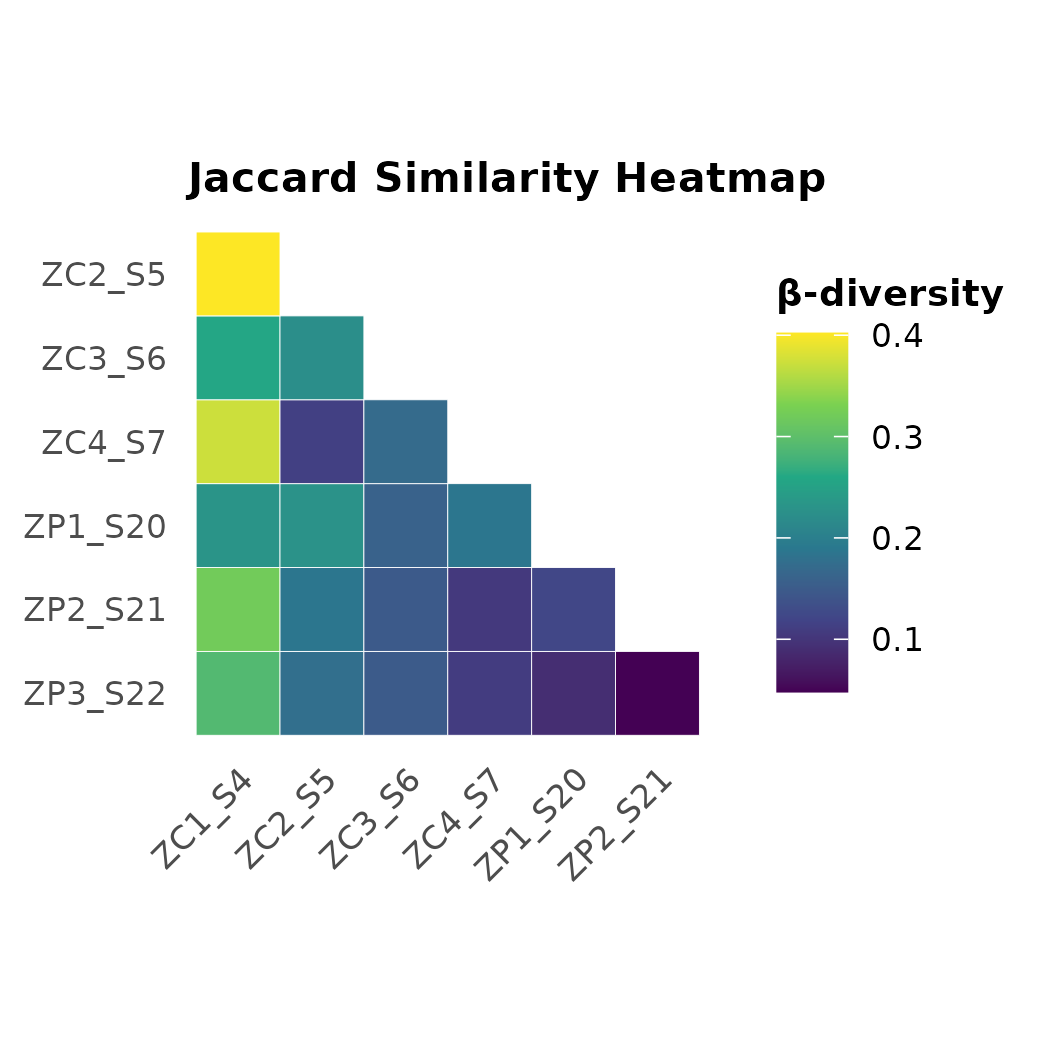 Jaccard Similarity Heatmap
ZC2_S5
ZC3_S6
ZC4_S7
ZP1_S20
ZP2_S21
ZP3_S22
ZC1_S4
ZC2_S5
ZC3_S6
ZC4_S7
ZP1_S20
ZP2_S21
β-diversity
0.4
0.3
0.2
0.1